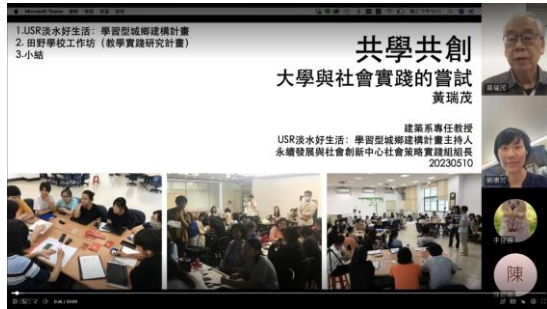 Microsoft Teams
1.USR淡水好生活：學習型城鄉建構計畫
2. 田野學校工作坊（教學實踐研究計畫）
3.小結
共學共創
大學與社會實踐的嘗試
黃瑞茂
建築系專任教授
USR淡水好生活：學習型城鄉建構計畫主持人
永續發展與社會創新中心社會策略實踐組組長
20230510
黃瑞茂
陳